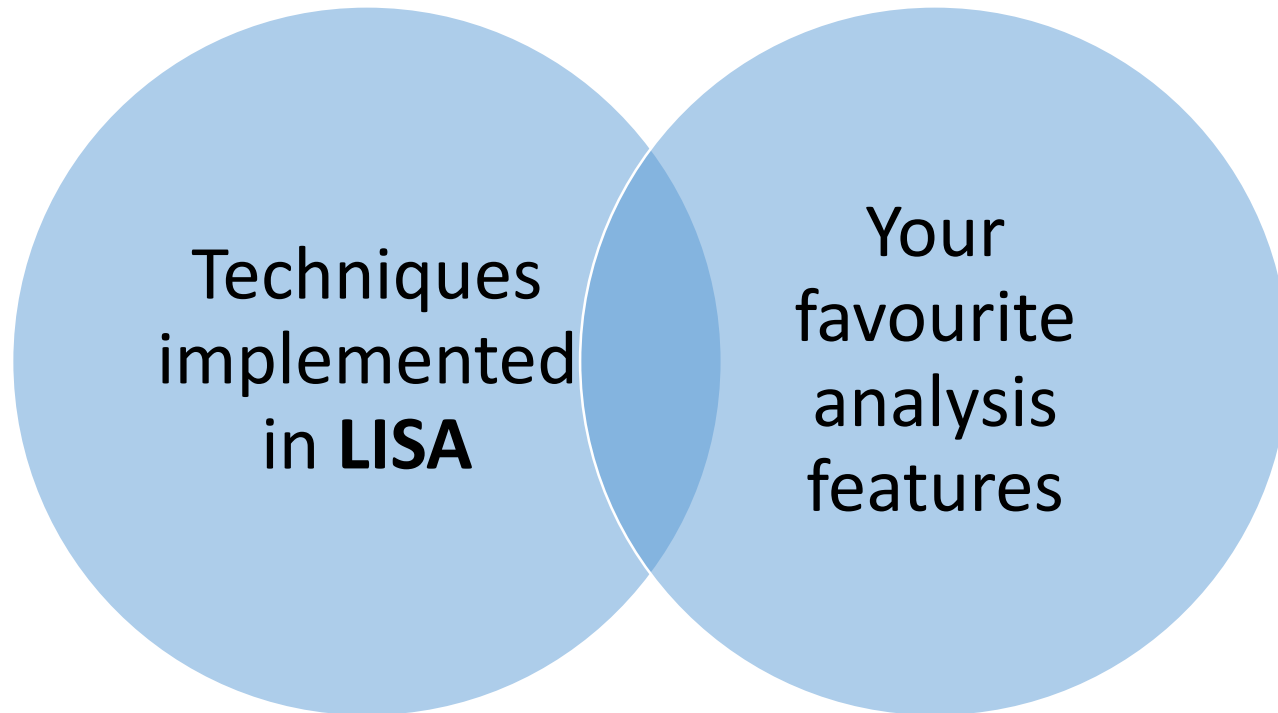 Techniques
implemented
in LISA
Your
favourite
analysis
features